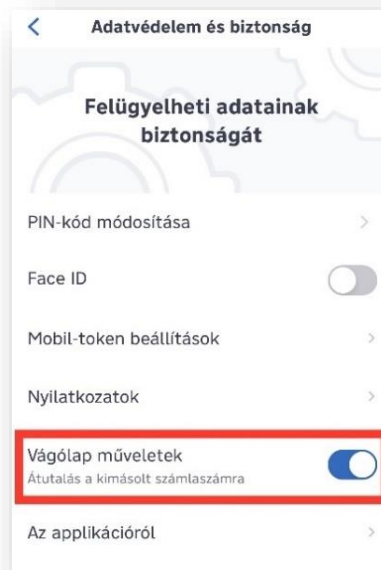 Adatvédelem és biztonság
Felügyelheti adatainak
biztonságát
PIN-kód módosítása
Face ID
Mobil-token beállítások
Nyilatkozatok
Vágólap műveletek
Átutalás a kimásolt számlaszámra
Az applikációról